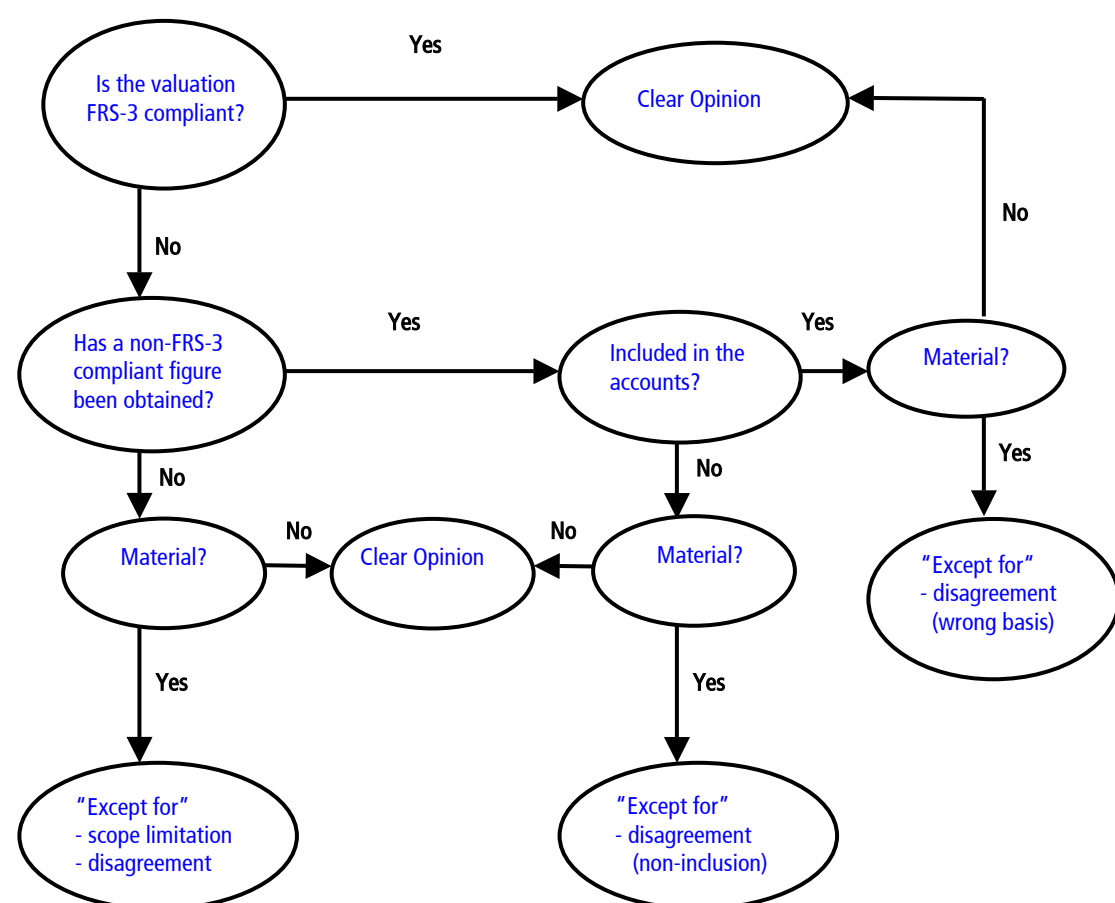 Yes
Is the valuation
FRS-3 compliant?
Clear Opinion
No
No
Has a non-FRS-3
compliant figure
been obtained?
Yes
Included in the
accounts?
Yes
Material?
No
No
Yes
Material?
No
Clear Opinion
No
Material?
"Except for"
- disagreement
(wrong basis)
Yes
Yes
"Except for"
- scope limitation
- disagreement
"Except for"
- disagreement
(non-inclusion)